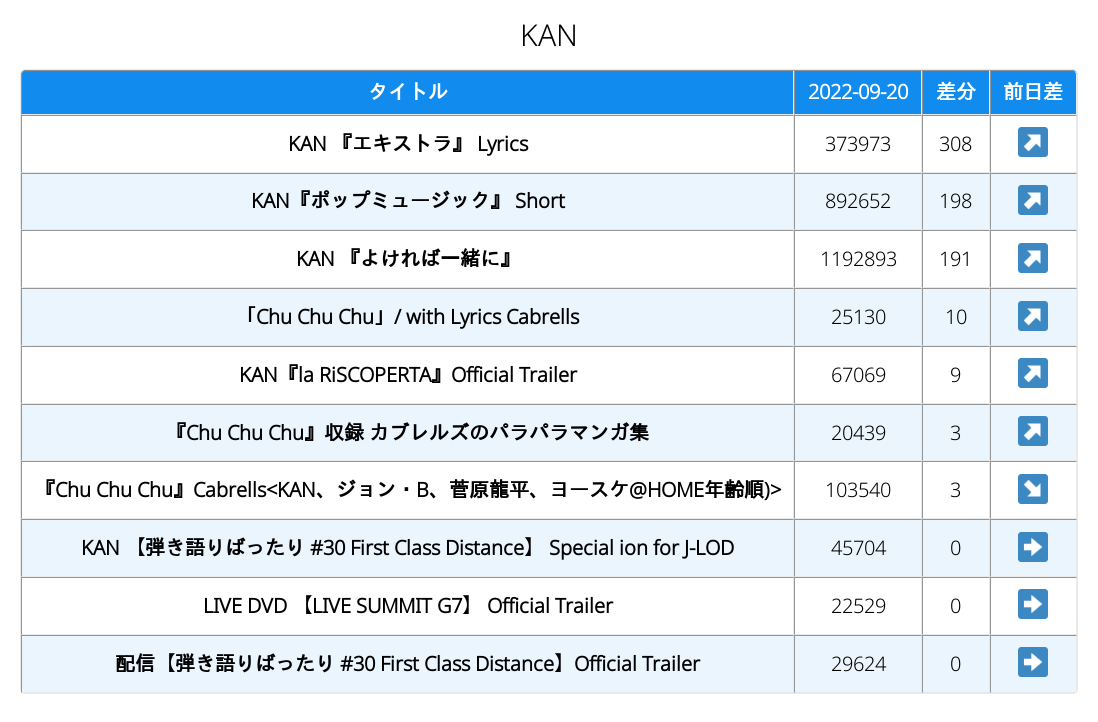 KAN
タイトル 2022-09-20 差分 前日差
KAN 『エキストラ』 Lyrics 373973 308
KAN『ポップミュージック』 Short 892652 198
KAN 『よければ一緒に』 1192893 191
「Chu Chu Chu」/ with Lyrics Cabrells 25130 10
KAN『la RiSCOPERTA』Official Trailer 67069 9
『Chu Chu Chu』収録 カブレルズのパラパラマンガ集 20439 3
『Chu Chu Chu』Cabrells<KAN、ジョン・B、菅原龍平、ヨースケ@HOME年齢順)> 103540 3
KAN 【弾き語りばったり #30 First Class Distance】 Special ion for J-LOD 45704 0
LIVE DVD 【LIVE SUMMIT G7】 Official Trailer 22529 0
配信【弾き語りばったり #30 First Class Distance】Official Trailer 29624 0